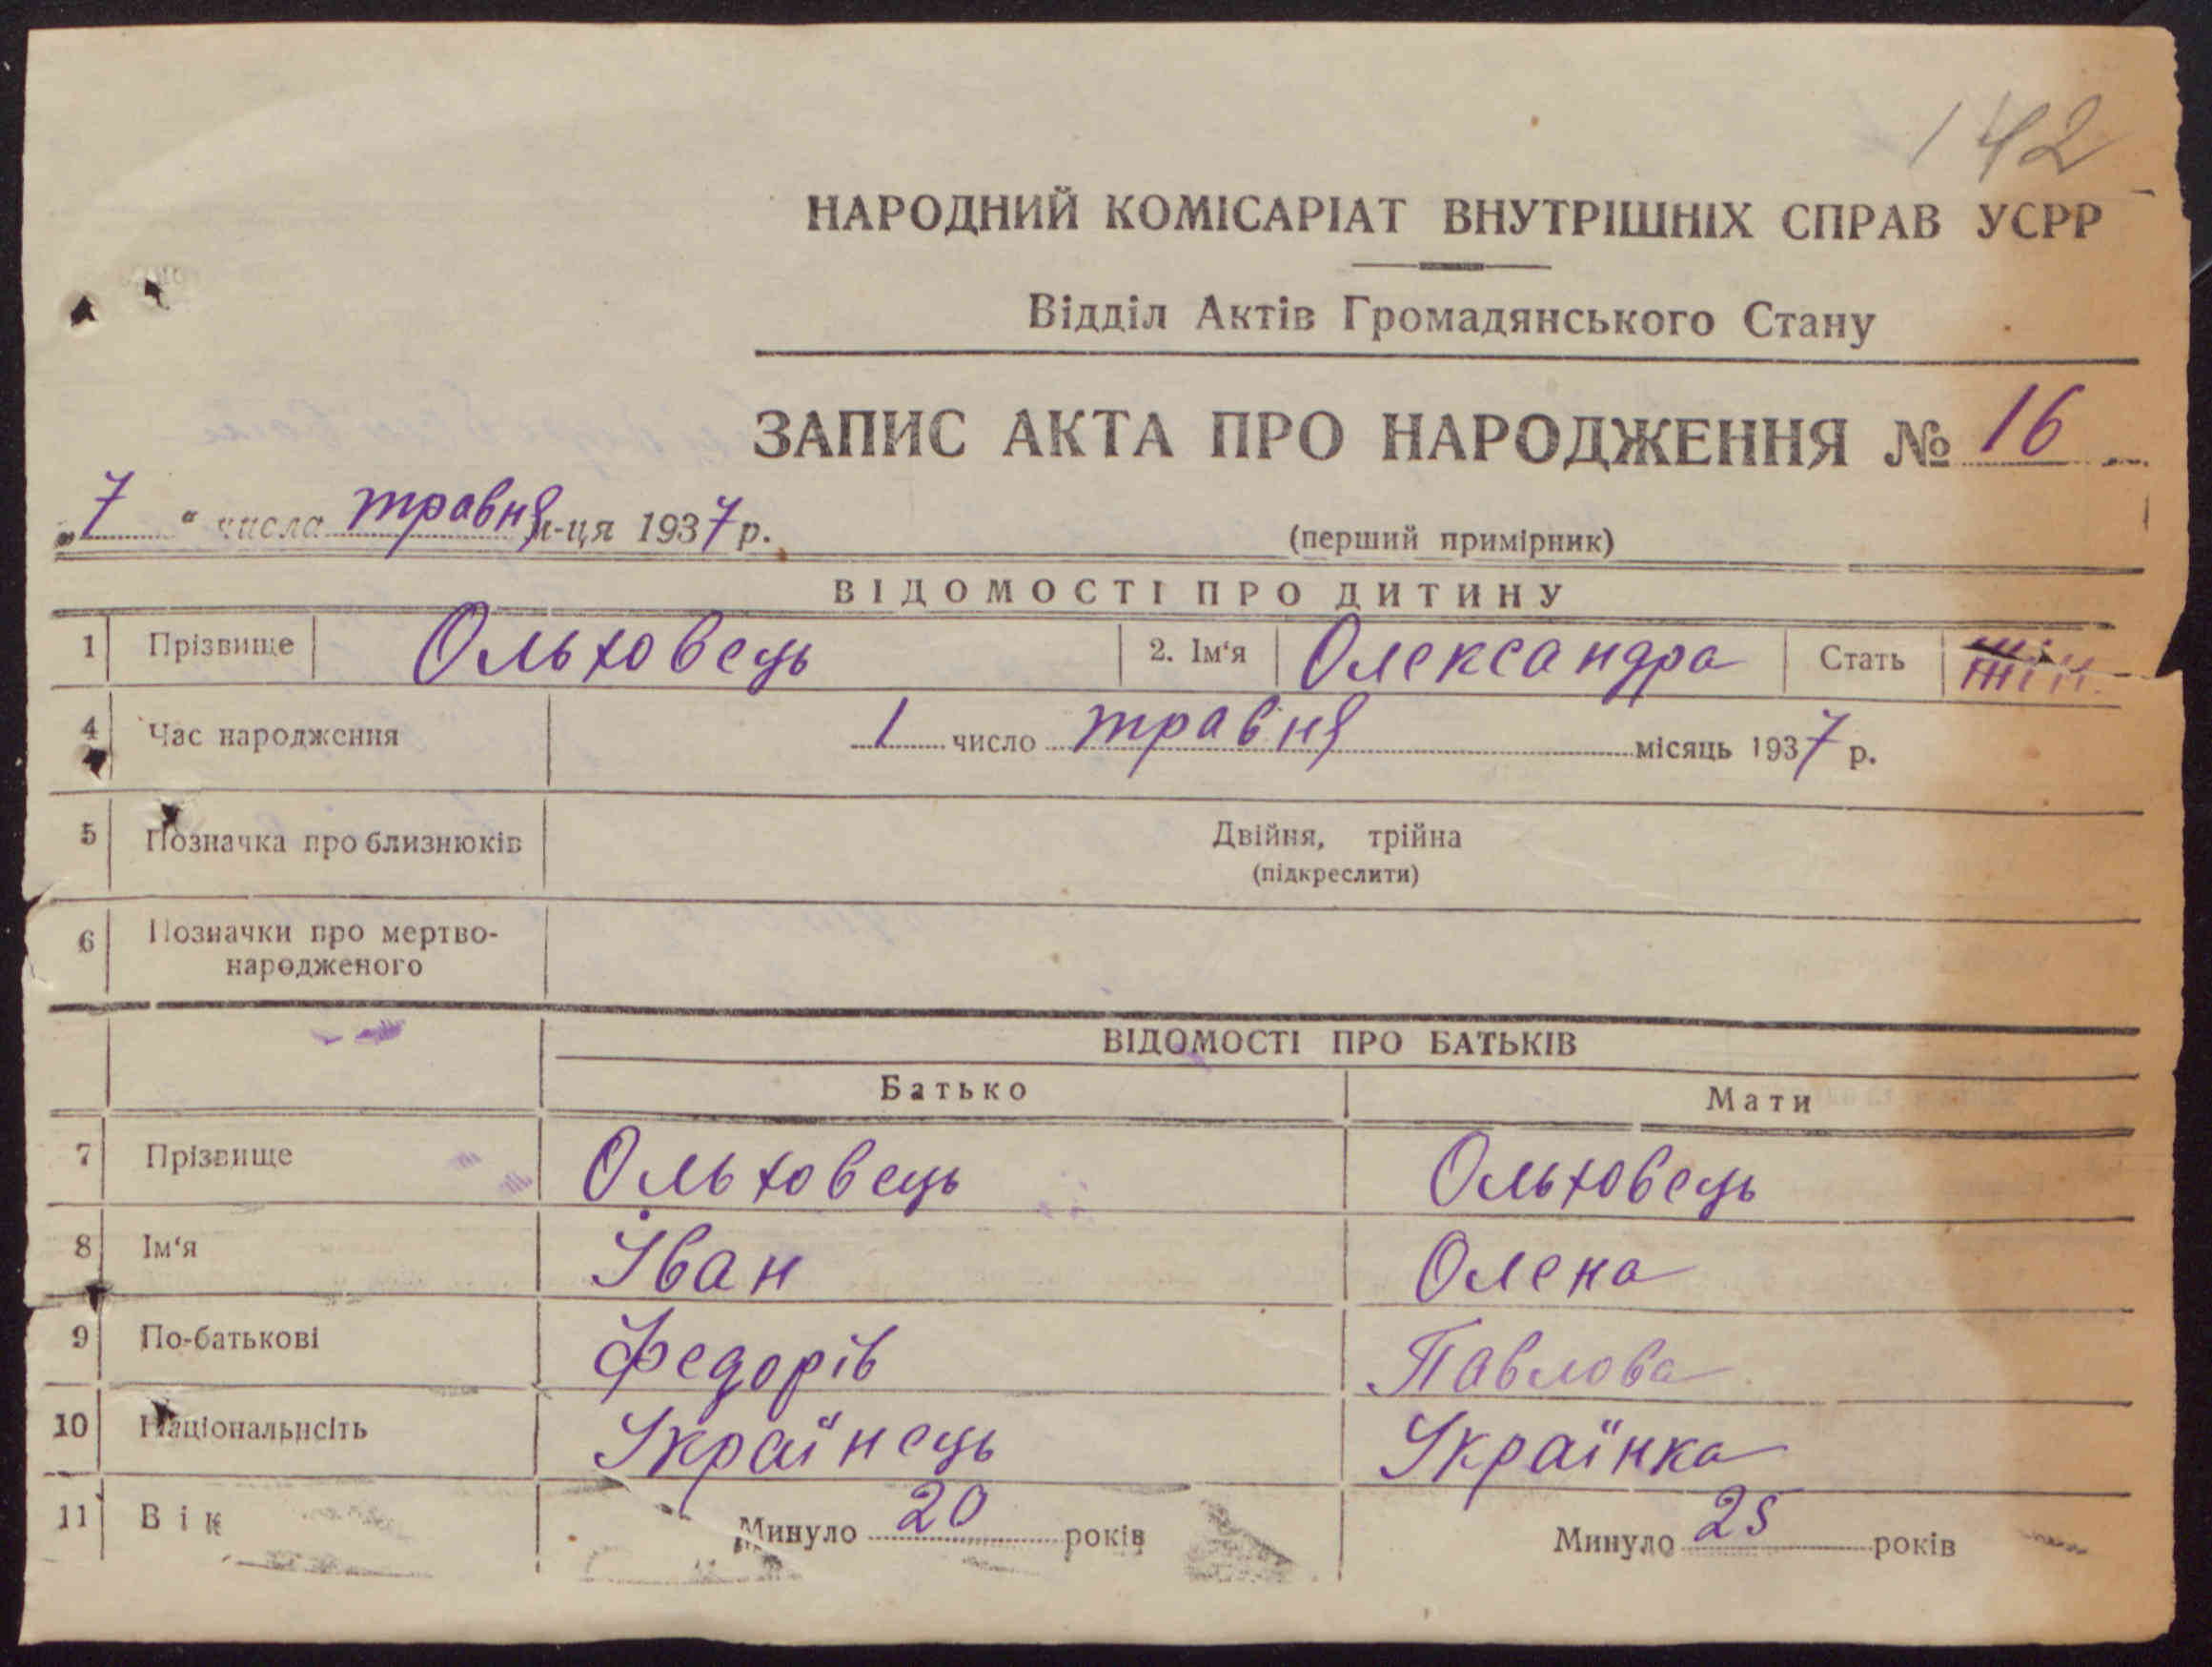 142
НАРОДНИЙ КОМІСАРІАТ ВНУТРІШНІХ СПРАВ УСРР
Відділ Актів Громадянського Стану
ЗАПИС АКТА ПРО НАРОДЖЕННЯ № 16
„7“ числа травня м-ця 1937 р.
(перший примірник)
ВІДОМОСТІ ПРО ДИТИНУ
1 Прізвище Ольховець 2. Ім‘я Олександра Стать жін.
4 Час народження 1 число травня місяць 1937 р.
5 Позначка про близнюків Двійня, трійна
(підкреслити)
6 Позначки про мертво-
народженого
ВІДОМОСТІ ПРО БАТЬКІВ
Батько Мати
7 Прізвище Ольховець Ольховець
8 Ім‘я Іван Олена
9 По-батькові Федорів Павлова
10 Національнсіть Українець Українка
11 Вік Минуло 20 років Минуло 25 років